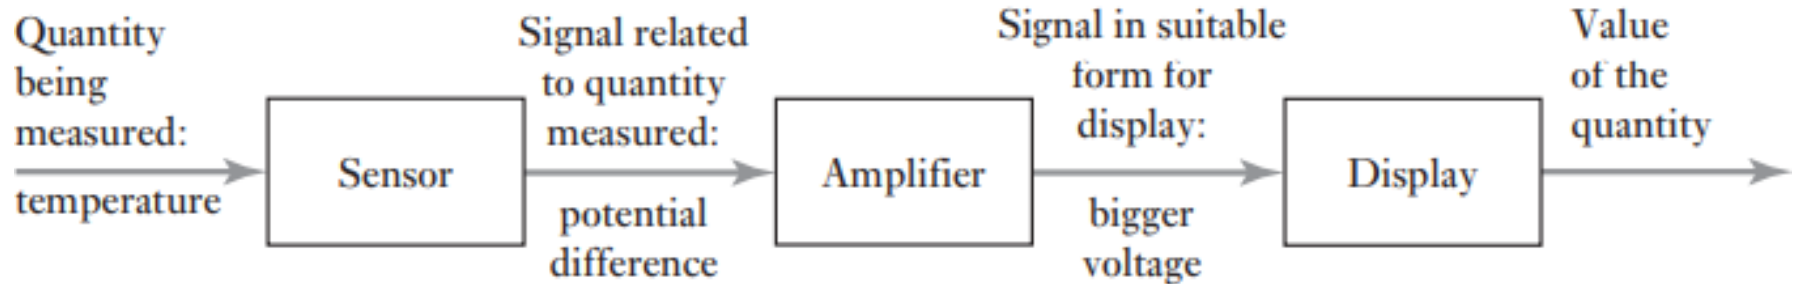 Quantity
being
measured:
temperature
Sensor
Signal related
to quantity
measured:
potential
difference
Amplifier
Signal in suitable
form for
display:
bigger
voltage
Display
Value
of the
quantity